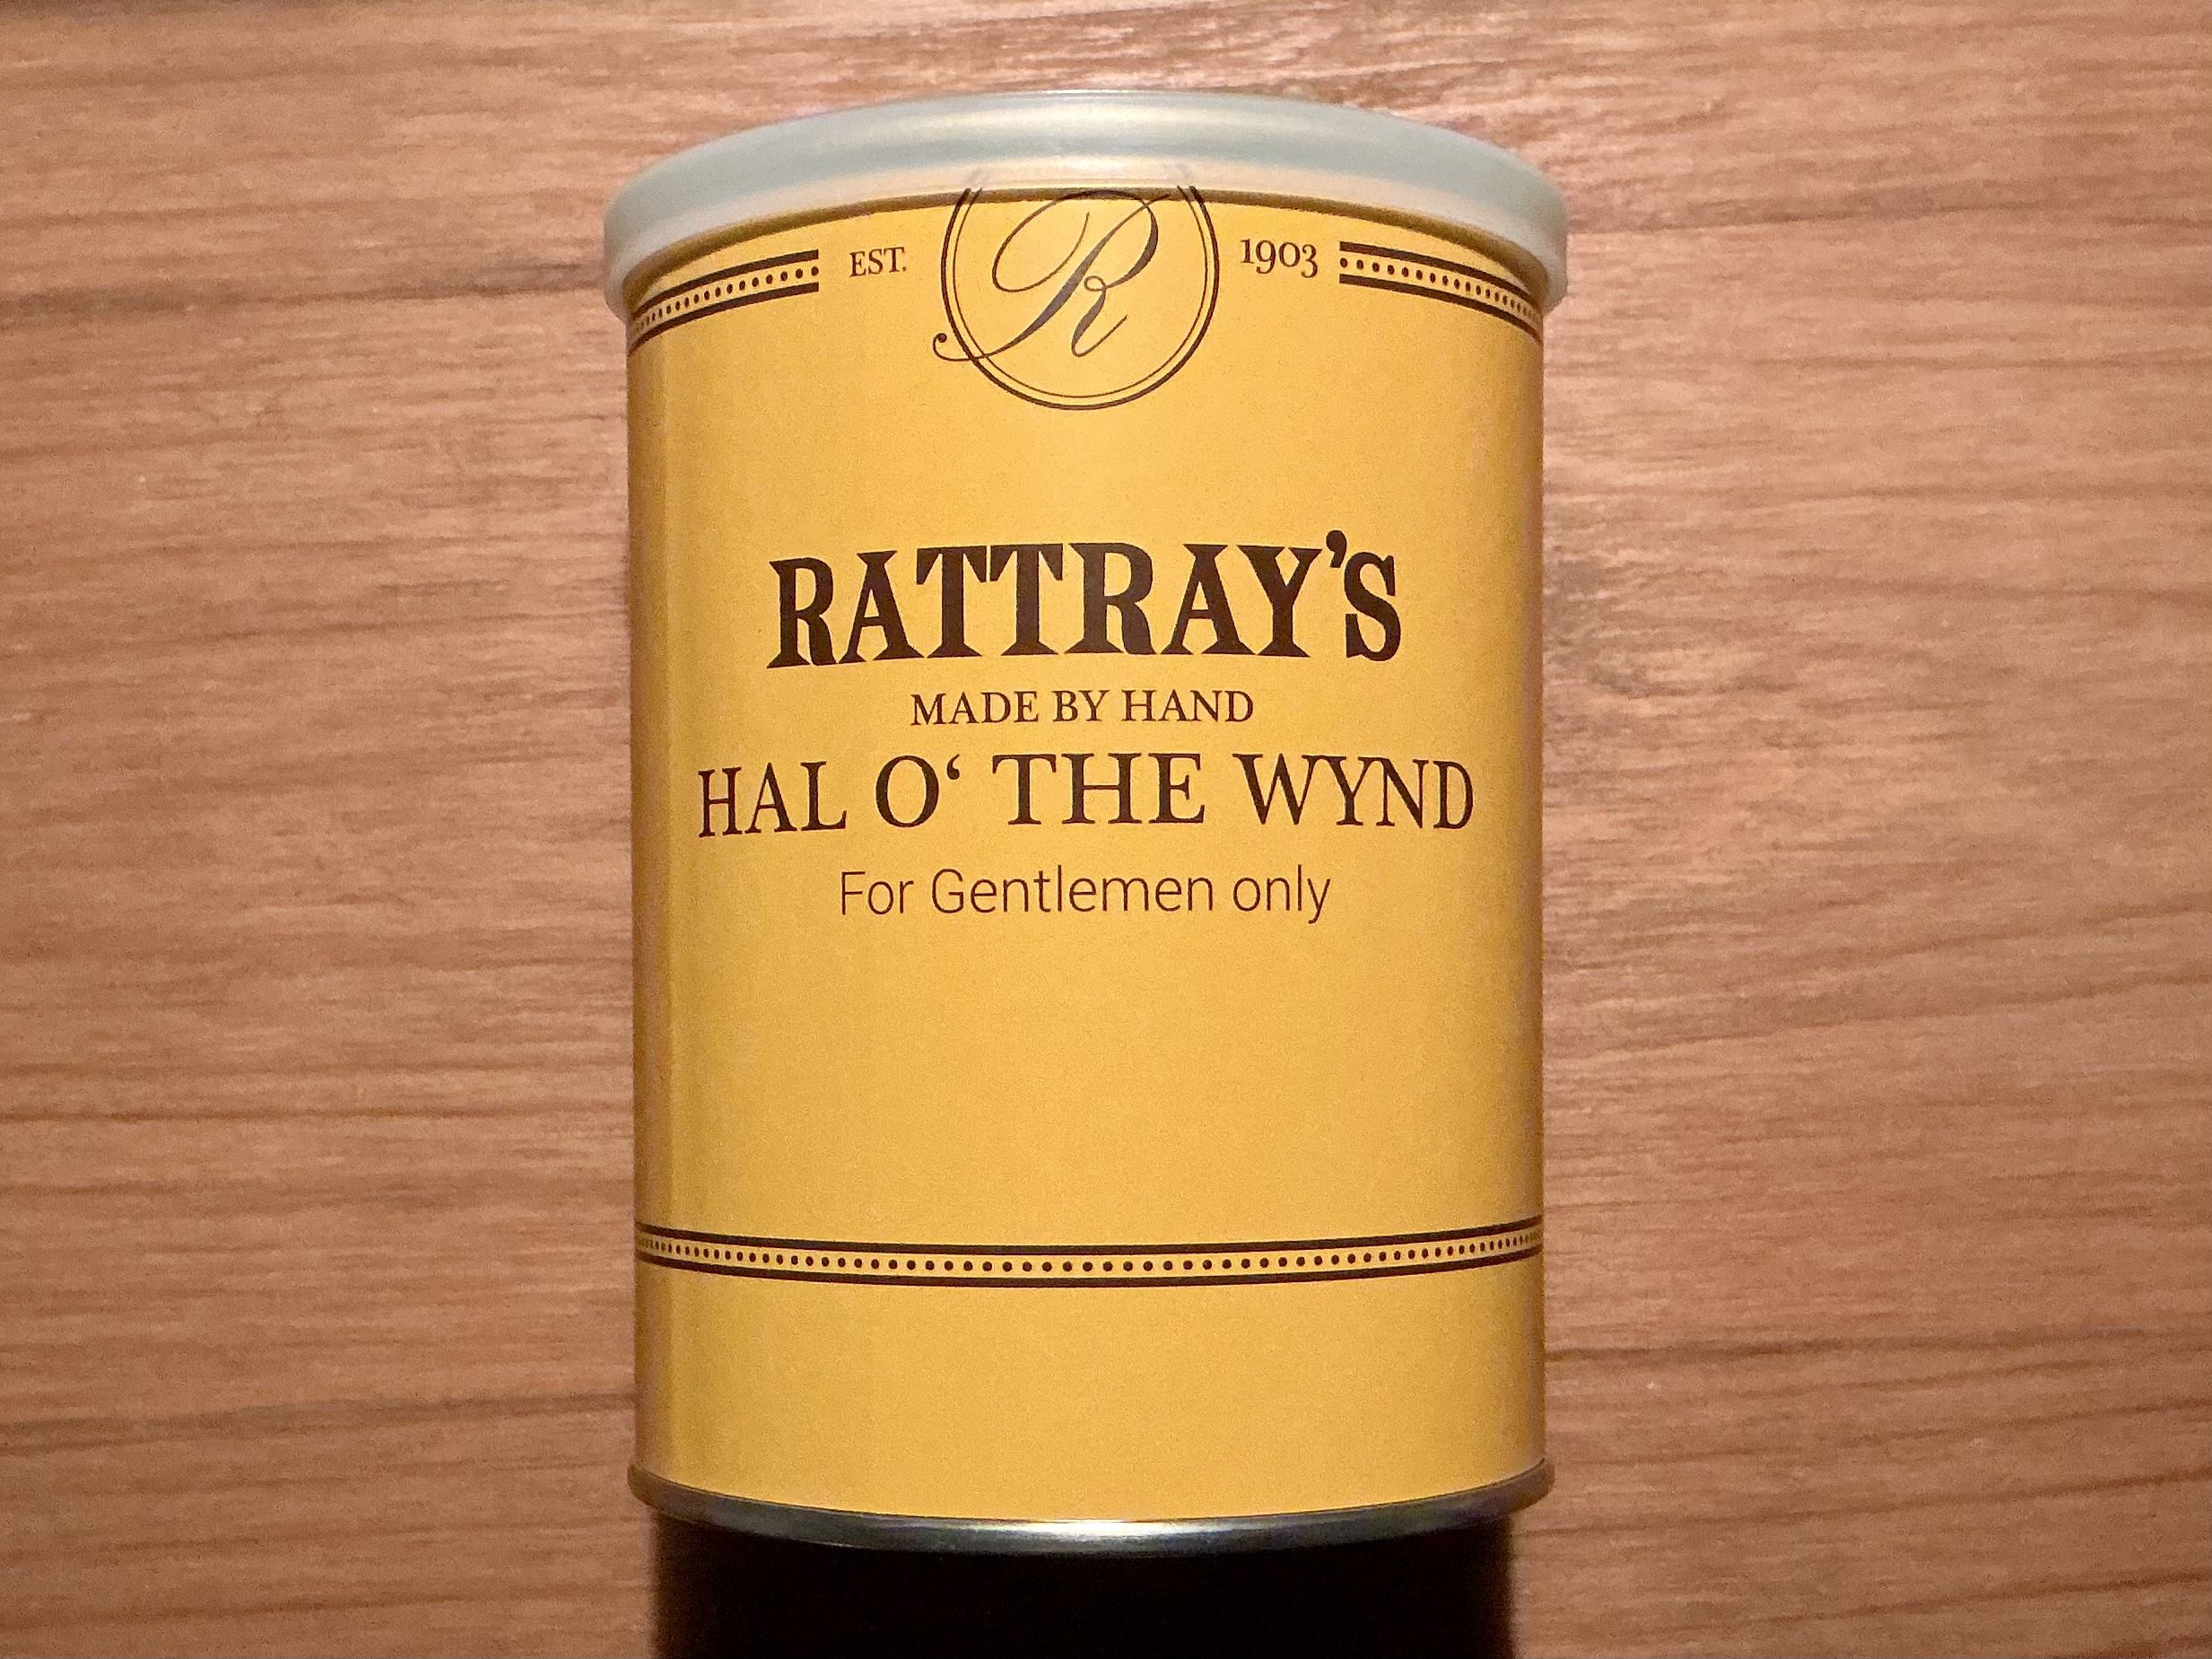 EST. R 1903
RATTRAY'S
MADE BY HAND
HAL O‘ THE WYND
For Gentlemen only